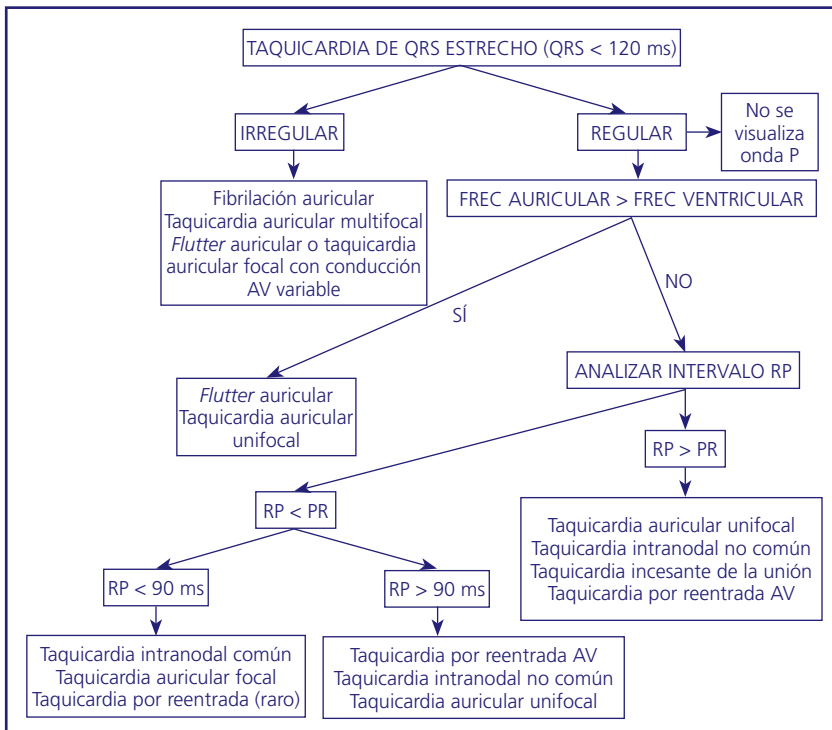 TAQUICARDIA DE QRS ESTRECHO (QRS < 120 ms)
IRREGULAR
REGULAR
No se
visualiza
onda P
Fibrilación auricular
Taquicardia auricular multifocal
Flutter auricular o taquicardia
auricular focal con conducción
AV variable
FREC AURICULAR > FREC VENTRICULAR
SÍ
NO
Flutter auricular
Taquicardia auricular
unifocal
ANALIZAR INTERVALO RP
RP < PR
RP > PR
Taquicardia auricular unifocal
Taquicardia intranodal no común
Taquicardia incesante de la unión
Taquicardia por reentrada AV
RP < 90 ms
RP > 90 ms
Taquicardia intranodal común
Taquicardia auricular focal
Taquicardia por reentrada (raro)
Taquicardia por reentrada AV
Taquicardia intranodal no común
Taquicardia auricular unifocal